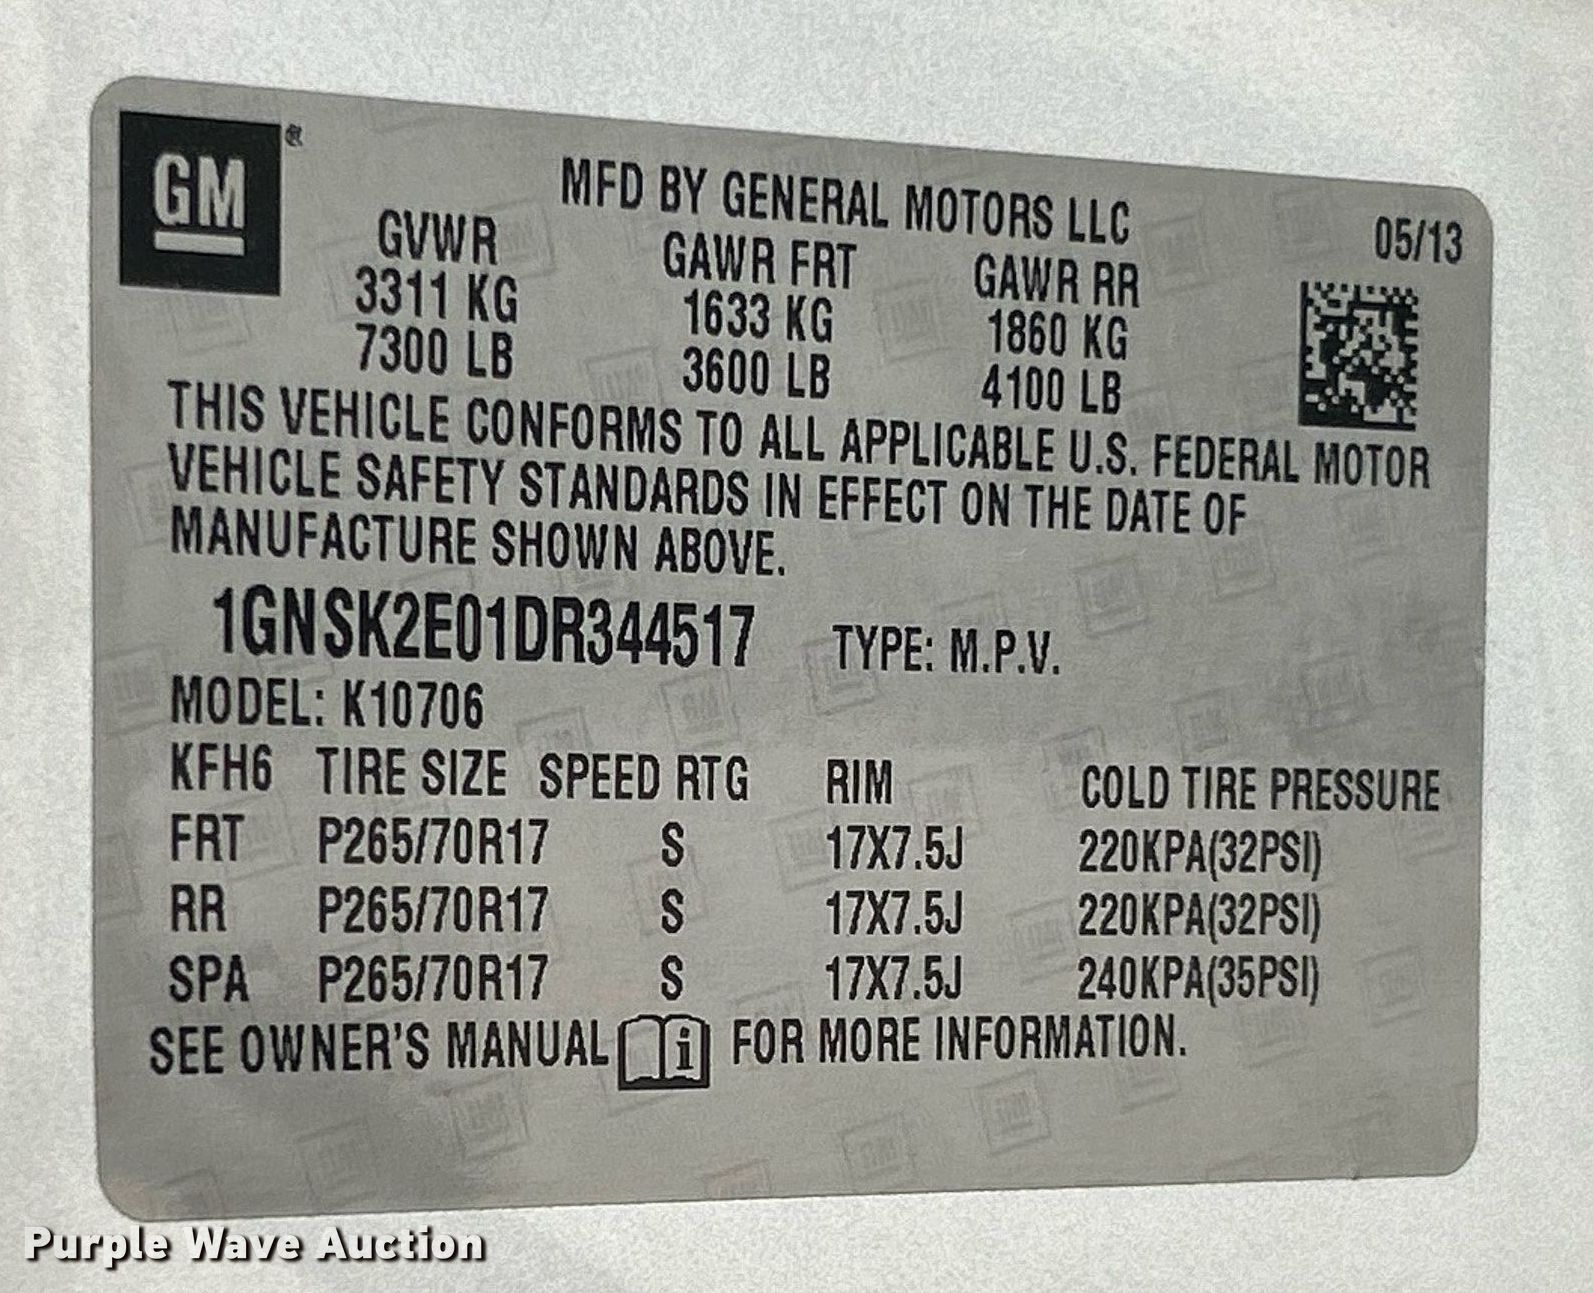 GM®
MFD BY GENERAL MOTORS LLC
05/13
GVWR GAWR FRT GAWR RR
3311 KG 1633 KG 1860 KG
7300 LB 3600 LB 4100 LB
THIS VEHICLE CONFORMS TO ALL APPLICABLE U.S. FEDERAL MOTOR
VEHICLE SAFETY STANDARDS IN EFFECT ON THE DATE OF
MANUFACTURE SHOWN ABOVE.
1GNSK2E01DR344517 TYPE: M.P.V.
MODEL: K10706
KFH6 TIRE SIZE SPEED RTG RIM COLD TIRE PRESSURE
FRT P265/70R17 S 17X7.5J 220KPA(32PSI)
RR P265/70R17 S 17X7.5J 220KPA(32PSI)
SPA P265/70R17 S 17X7.5J 240KPA(35PSI)
SEE OWNER'S MANUAL i FOR MORE INFORMATION.
Purple Wave Auction